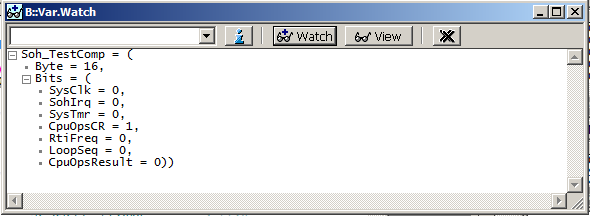 B::Var.Watch
Watch View
Soh_TestComp = (
Byte = 16,
Bits = (
SysClk = 0,
SohIrq = 0,
SysTmr = 0,
CpuOpsCR = 1,
RtiFreq = 0,
LoopSeq = 0,
CpuOpsResult = 0))